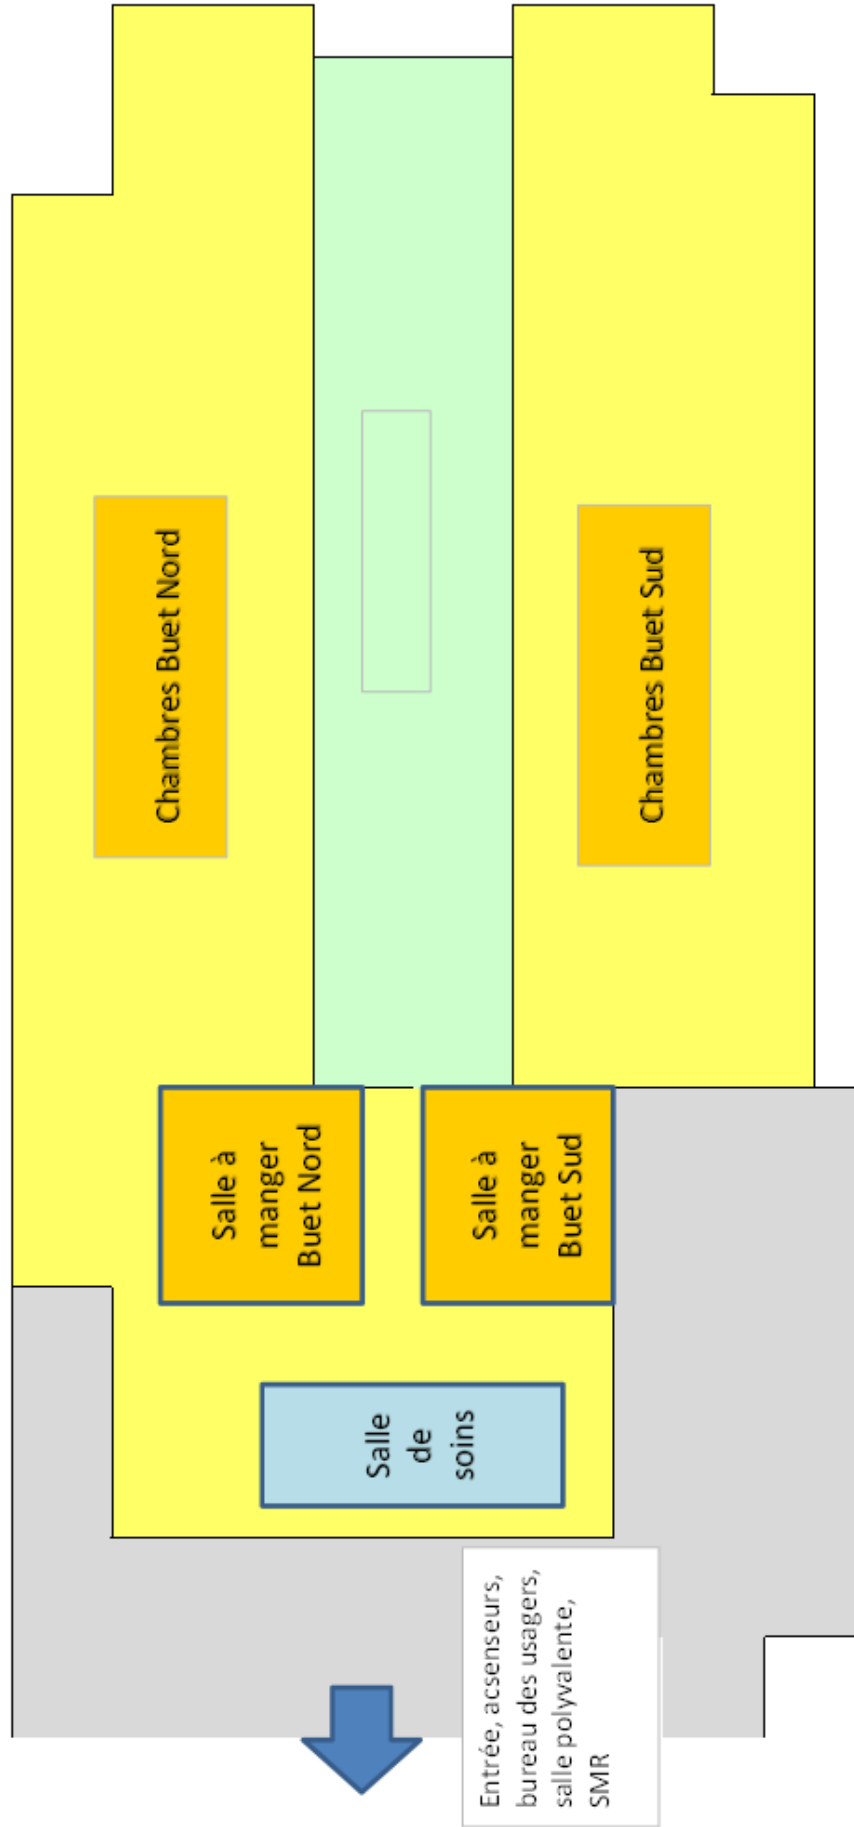 Chambres Buet Nord
Chambres Buet Sud
Salle à
manger
Buet Nord
Salle à
manger
Buet Sud
Salle
de
soins
Entrée, acsenseurs,
bureau des usagers,
salle polyvalente,
SMR